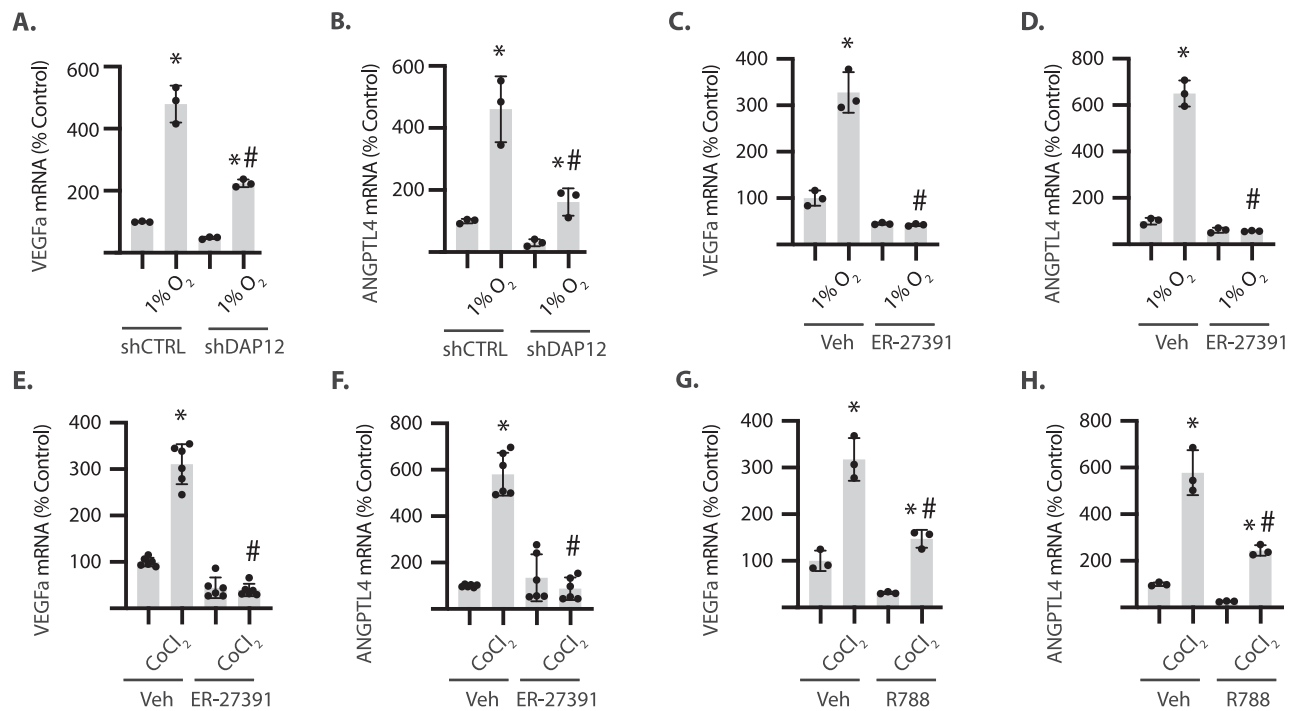 A.
VEGFa mRNA (% Control)
600
400
200
*
*#
1% O2
1% O2
shCTRL
shDAP12
B.
ANGPTL4 mRNA (% Control)
600
400
200
*
*#
1% O2
1% O2
shCTRL
shDAP12
C.
VEGFa mRNA (% Control)
400
300
200
100
*
#
1% O2
1% O2
Veh
ER-27391
D.
ANGPTL4 mRNA (% Control)
800
600
400
200
*
#
1% O2
1% O2
Veh
ER-27391
E.
VEGFa mRNA (% Control)
400
300
200
100
*
#
CoCl2
CoCl2
Veh
ER-27391
F.
ANGPTL4 mRNA (% Control)
800
600
400
200
*
#
CoCl2
CoCl2
Veh
ER-27391
G.
VEGFa mRNA (% Control)
400
300
200
100
*
*#
CoCl2
CoCl2
Veh
R788
H.
ANGPTL4 mRNA (% Control)
800
600
400
200
*
*#
CoCl2
CoCl2
Veh
R788